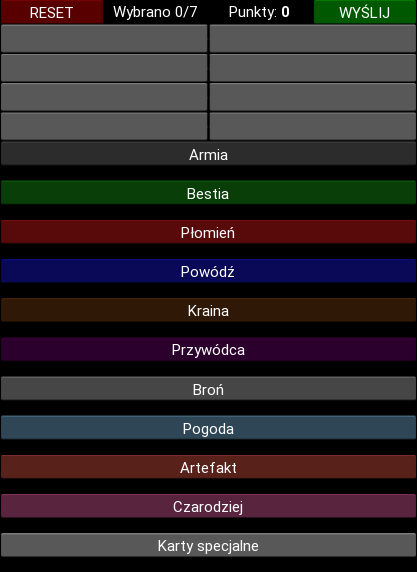 RESET Wybrano 0/7 Punkty: 0 WYŚLIJ
Armia
Bestia
Płomień
Powódź
Kraina
Przywódca
Broń
Pogoda
Artefakt
Czarodziej
Karty specjalne